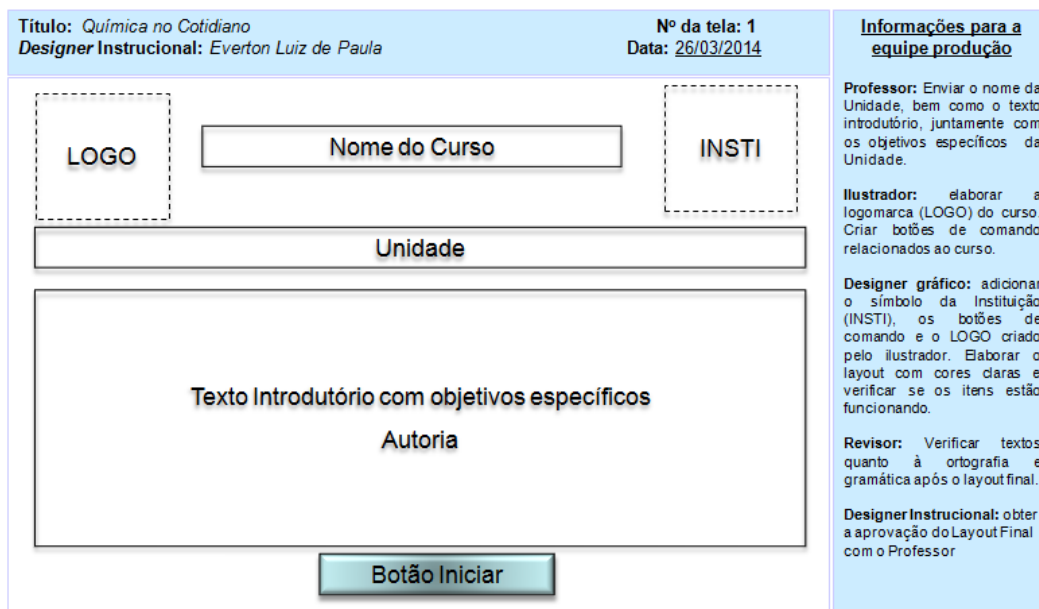 Título: Química no Cotidiano
Nº da tela: 1
Designer Instrucional: Everton Luiz de Paula
Data: 26/03/2014
LOGO
Nome do Curso
INSTI
Unidade
Texto Introdutório com objetivos específicos
Autoria
Botão Iniciar
Informações para a
equipe produção
Professor: Enviar o nome da
Unidade, bem como o texto
introdutório, juntamente com
os objetivos específicos da
Unidade.
Ilustrador: elaborar a
logomarca (LOGO) do curso.
Criar botões de comando
relacionados ao curso.
Designer gráfico: adicionar
o símbolo da Instituição
(INSTI), os botões de
comando e o LOGO criado
pelo ilustrador. Elaborar o
layout com cores claras e
verificar se os itens estão
funcionando.
Revisor: Verificar textos
quanto à ortografia e
gramática após o layout final.
Designer Instrucional: obter
a aprovação do Layout Final
com o Professor